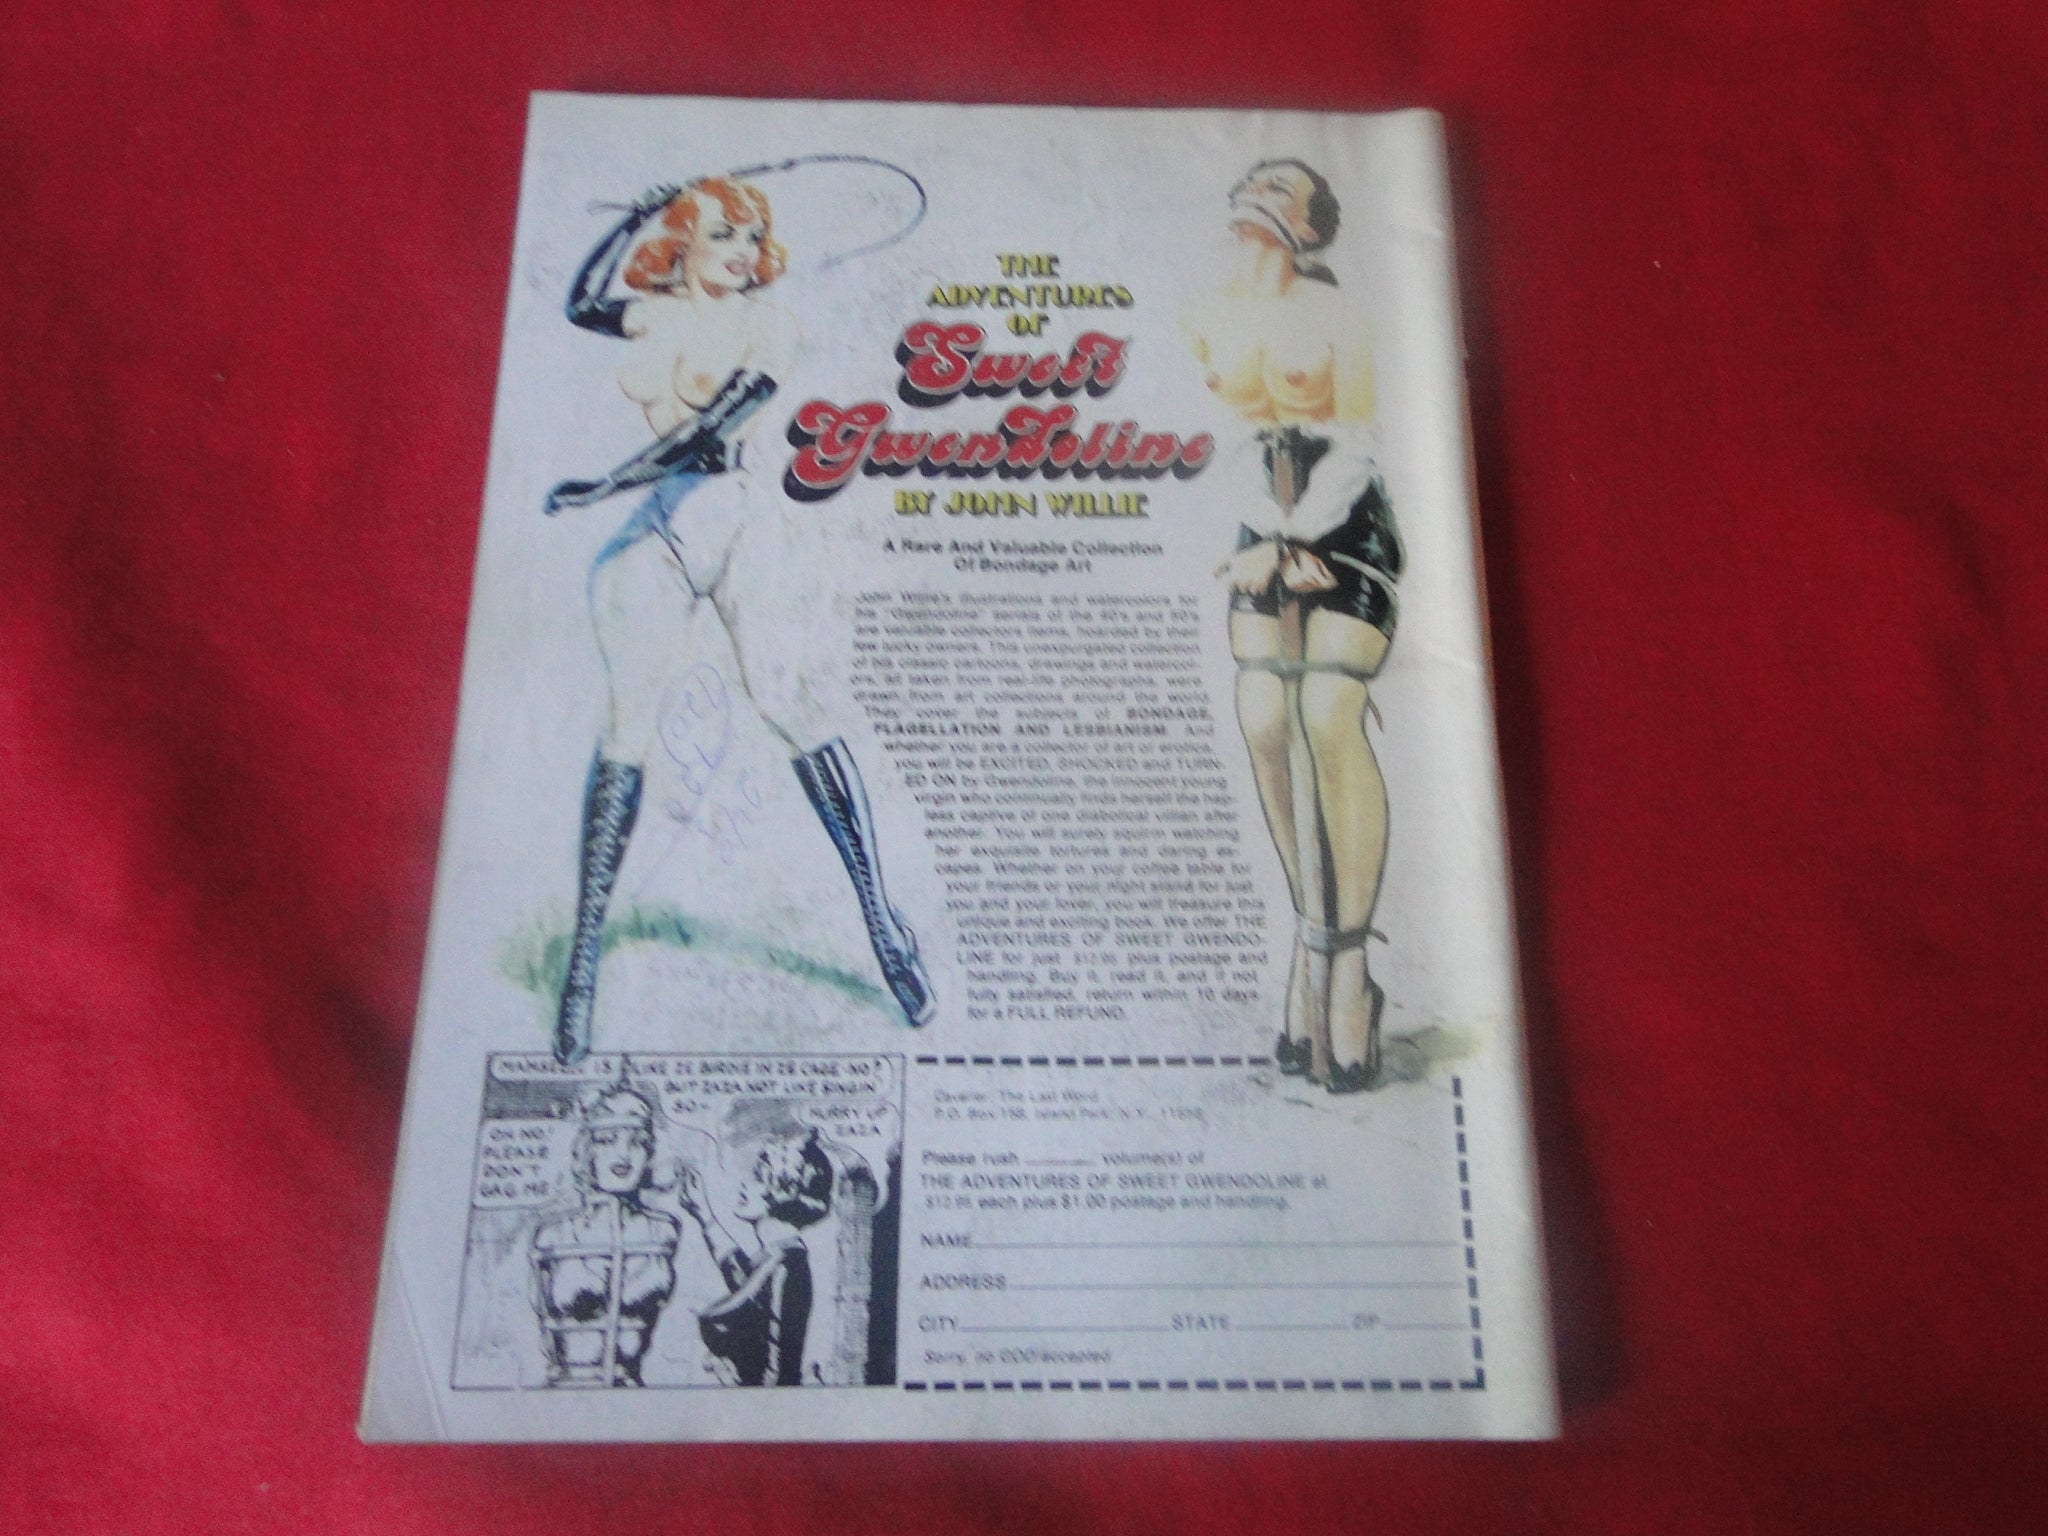 THE
ADVENTURES
OF
Sweet
Gwendoline
BY JOHN WILLIE
A Rare And Valuable Collection
Of Bondage Art
John Willie's illustrations and watercolors for
his "Gwendoline" serials of the 40's and 50's
are valuable collectors items, hoarded by their
few lucky owners. This unexpurgated collection
of his classic cartoons, drawings and watercol-
ors, all taken from real-life photographs, were
drawn from art collections around the world.
They cover the subjects of BONDAGE,
FLAGELLATION AND LESBIANISM. And
whether you are a collector of art or erotica,
you will be EXCITED, SHOCKED and TURN-
ED ON by Gwendoline, the innocent young
virgin who continually finds herself the hap-
less captive of one diabolical villian after
another. You will surely squirm watching
her exquisite tortures and daring es-
capes. Whether on your coffee table for
your friends or your night stand for just
you and your lover, you will treasure this
unique and exciting book. We offer THE
ADVENTURES OF SWEET GWENDO-
LINE for just $12.95 plus postage and
handling. Buy it, read it, and if not
fully satisfied, return within 10 days
for a FULL REFUND.
IS LIKE ZE BIRDIE IN ZE CAGE-NO?
BUT ZAZA NOT LIKE SINGIN'
SO-
HURRY UP
ZAZA
OH NO!
PLEASE
DON'T
GAG ME!
Cavalier: The Last Word
P.O. Box 158, Island Park, N.Y.,
Please rush volume(s) of
THE ADVENTURES OF SWEET GWENDOLINE at
$12.95 each plus $1.00 postage and handling.
NAME
ADDRESS
CITY STATE ZIP
Sorry, no COD accepted